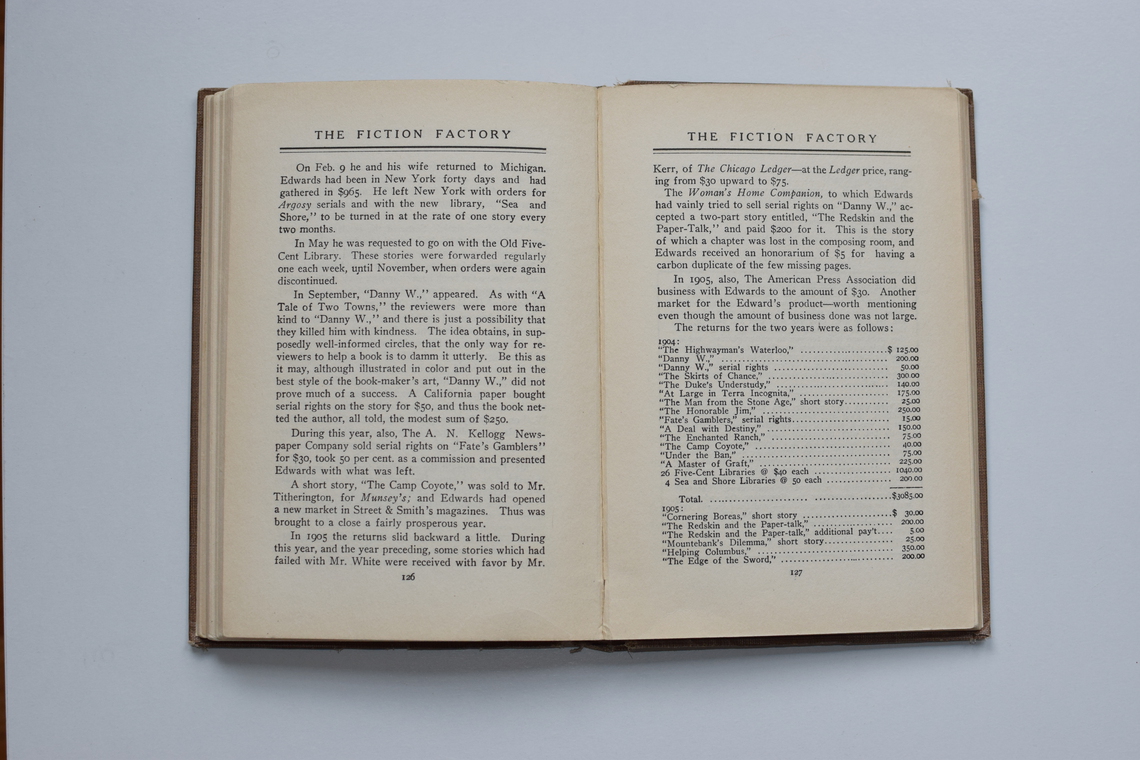 THE FICTION FACTORY
On Feb. 9 he and his wife returned to Michigan.
Edwards had been in New York forty days and had
gathered in $965. He left New York with orders for
Argosy serials and with the new library, "Sea and
Shore," to be turned in at the rate of one story every
two months.
In May he was requested to go on with the Old Five-
Cent Library. These stories were forwarded regularly
one each week, until November, when orders were again
discontinued.
In September, "Danny W.," appeared. As with "A
Tale of Two Towns," the reviewers were more than
kind to "Danny W.," and there is just a possibility that
they killed him with kindness. The idea obtains, in sup-
posedly well-informed circles, that the only way for re-
viewers to help a book is to damn it utterly. Be this as
it may, although illustrated in color and put out in the
best style of the book-maker's art, "Danny W.," did not
prove much of a success. A California paper bought
serial rights on the story for $50, and thus the book net-
ted the author, all told, the modest sum of $250.
During this year, also, The A. N. Kellogg News-
paper Company sold serial rights on "Fate's Gamblers"
for $30, took 50 per cent. as a commission and presented
Edwards with what was left.
A short story, "The Camp Coyote," was sold to Mr.
Titherington, for Munsey's; and Edwards had opened
a new market in Street & Smith's magazines. Thus was
brought to a close a fairly prosperous year.
In 1905 the returns slid backward a little. During
this year, and the year preceding, some stories which had
failed with Mr. White were received with favor by Mr.
126
THE FICTION FACTORY
Kerr, of The Chicago Ledger—at the Ledger price, rang-
ing from $30 upward to $75.
The Woman's Home Companion, to which Edwards
had vainly tried to sell serial rights on "Danny W.," ac-
cepted a two-part story entitled, "The Redskin and the
Paper-Talk," and paid $200 for it. This is the story
of which a chapter was lost in the composing room, and
Edwards received an honorarium of $5 for having a
carbon duplicate of the few missing pages.
In 1905, also, The American Press Association did
business with Edwards to the amount of $30. Another
market for the Edward's product—worth mentioning
even though the amount of business done was not large.
The returns for the two years were as follows:
1904:
"The Highwayman's Waterloo," ........................$ 125.00
"Danny W.," ........................ 200.00
"Danny W.," serial rights ........................ 50.00
"The Skirts of Chance," ........................ 300.00
"The Duke's Understudy," ........................ 140.00
"At Large in Terra Incognita," ........................ 175.00
"The Man from the Stone Age," short story.......... 25.00
"The Honorable Jim," ........................ 250.00
"Fate's Gamblers," serial rights........................ 15.00
"A Deal with Destiny," ........................ 150.00
"The Enchanted Ranch," ........................ 75.00
"The Camp Coyote," ........................ 40.00
"Under the Ban," ........................ 75.00
"A Master of Graft," ........................ 225.00
26 Five-Cent Libraries @ $40 each .................. 1040.00
4 Sea and Shore Libraries @ 50 each ............... 200.00
Total. ........................ ..................$3085.00
1905:
"Cornering Boreas," short story ........................$ 30.00
"The Redskin and the Paper-talk," .................. 200.00
"The Redskin and the Paper-talk," additional pay't.... 5.00
"Mountebank's Dilemma," short story.................. 25.00
"Helping Columbus," ........................ 350.00
"The Edge of the Sword," ........................ 200.00
127